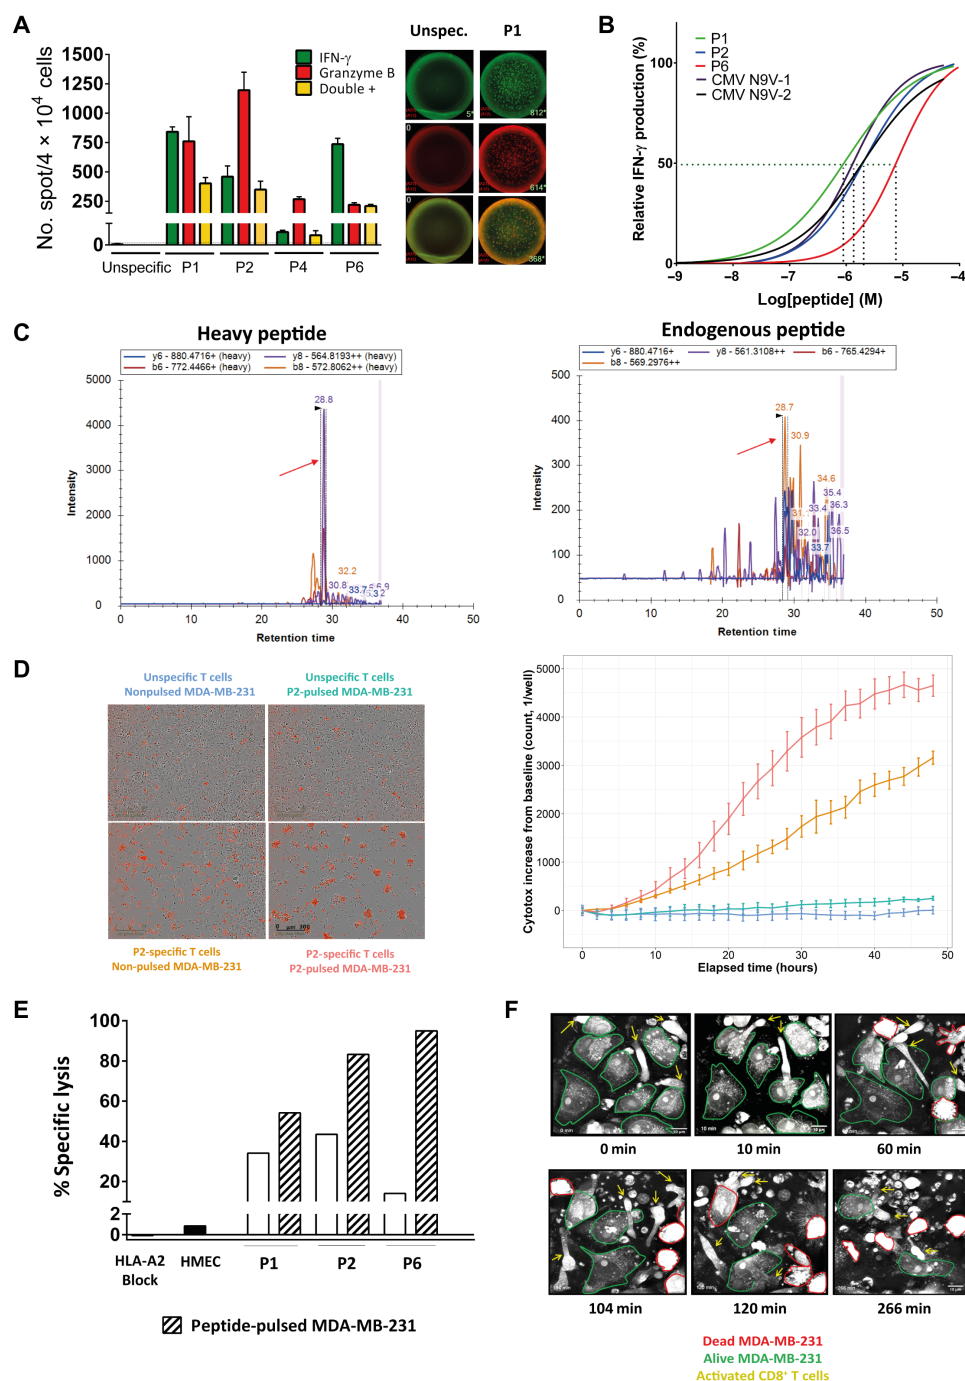 A
No. spot/4 × 10⁴ cells
1500
1250
1000
750
500
250
0
IFN-γ
Granzyme B
Double +
Unspecific
P1
P2
P4
P6
Unspec.
P1
5*
812*
0
614*
0
368*
B
Relative IFN-γ production (%)
100
50
0
P1
P2
P6
CMV N9V-1
CMV N9V-2
−9
−8
−7
−6
−5
−4
Log[peptide] (M)
C
Heavy peptide
y6 - 880.4716+ (heavy)
y8 - 564.8193++ (heavy)
b6 - 772.4466+ (heavy)
b8 - 572.8062++ (heavy)
Intensity
5000
4000
3000
2000
1000
0
28.8
32.2
30.8
33.7
0
10
20
30
40
50
Retention time
Endogenous peptide
y6 - 880.4716+
y8 - 561.3108++
b6 - 765.4294+
b8 - 569.2976++
Intensity
500
400
300
200
100
0
28.7
30.9
34.6
35.4
33.4
36.3
32.0
36.5
33.7
0
10
20
30
40
50
Retention time
D
Unspecific T cells
Nonpulsed MDA-MB-231
Unspecific T cells
P2-pulsed MDA-MB-231
P2-specific T cells
Non-pulsed MDA-MB-231
P2-specific T cells
P2-pulsed MDA-MB-231
Cytotox increase from baseline (count, 1/well)
5000
4000
3000
2000
1000
0
0
10
20
30
40
50
Elapsed time (hours)
E
% Specific lysis
100
80
60
40
20
2
0
HLA-A2
Block
HMEC
P1
P2
P6
Peptide-pulsed MDA-MB-231
F
0 min
10 min
60 min
104 min
120 min
266 min
Dead MDA-MB-231
Alive MDA-MB-231
Activated CD8⁺ T cells